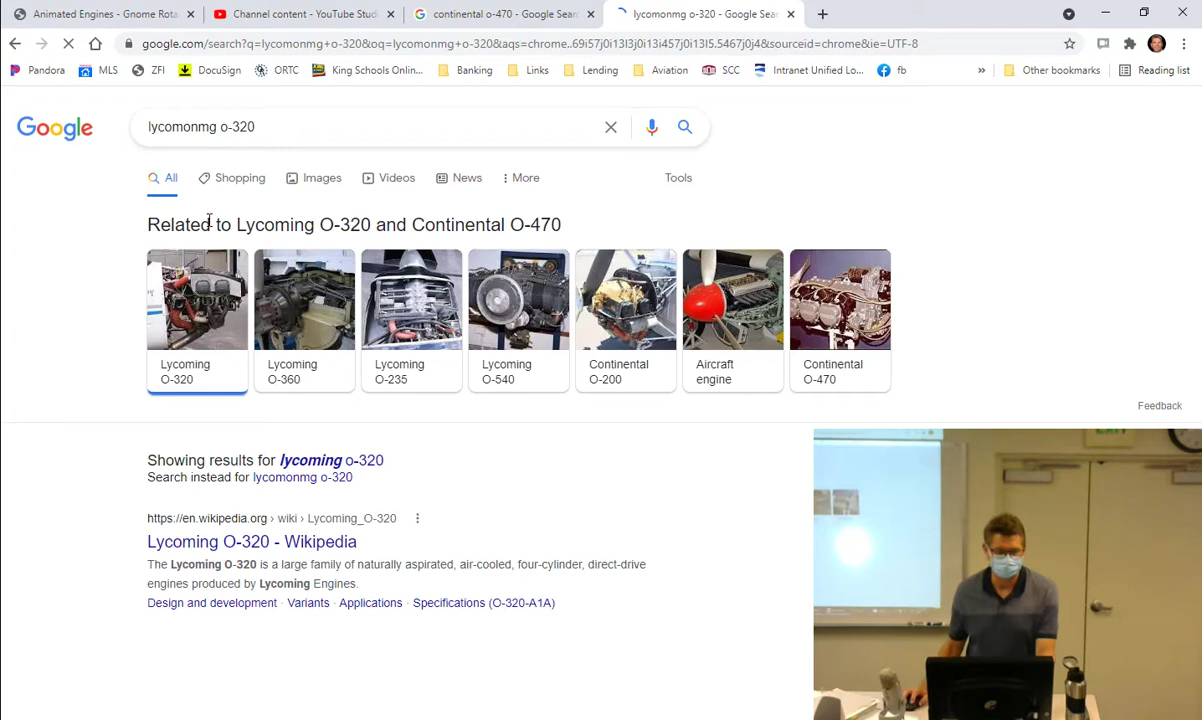 Animated Engines - Gnome Rota
Channel content - YouTube Studi
continental o-470 - Google Searc
lycomonmg o-320 - Google Sear
google.com/search?q=lycomonmg+o-320&oq=lycomonmg+o-320&aqs=chrome..69i57j0i13l3j0i13i457j0i13l5.5467j0j4&sourceid=chrome&ie=UTF-8
Pandora MLS ZFI DocuSign ORTC King Schools Onlin... Banking Links Lending Aviation SCC Intranet Unified Lo... fb » Other bookmarks Reading list
Google
lycomonmg o-320
All Shopping Images Videos News More Tools
Related to Lycoming O-320 and Continental O-470
Lycoming
O-320
Lycoming
O-360
Lycoming
O-235
Lycoming
O-540
Continental
O-200
Aircraft
engine
Continental
O-470
Feedback
Showing results for lycoming o-320
Search instead for lycomonmg o-320
https://en.wikipedia.org › wiki › Lycoming_O-320
Lycoming O-320 - Wikipedia
The Lycoming O-320 is a large family of naturally aspirated, air-cooled, four-cylinder, direct-drive
engines produced by Lycoming Engines.
Design and development · Variants · Applications · Specifications (O-320-A1A)
EXIT